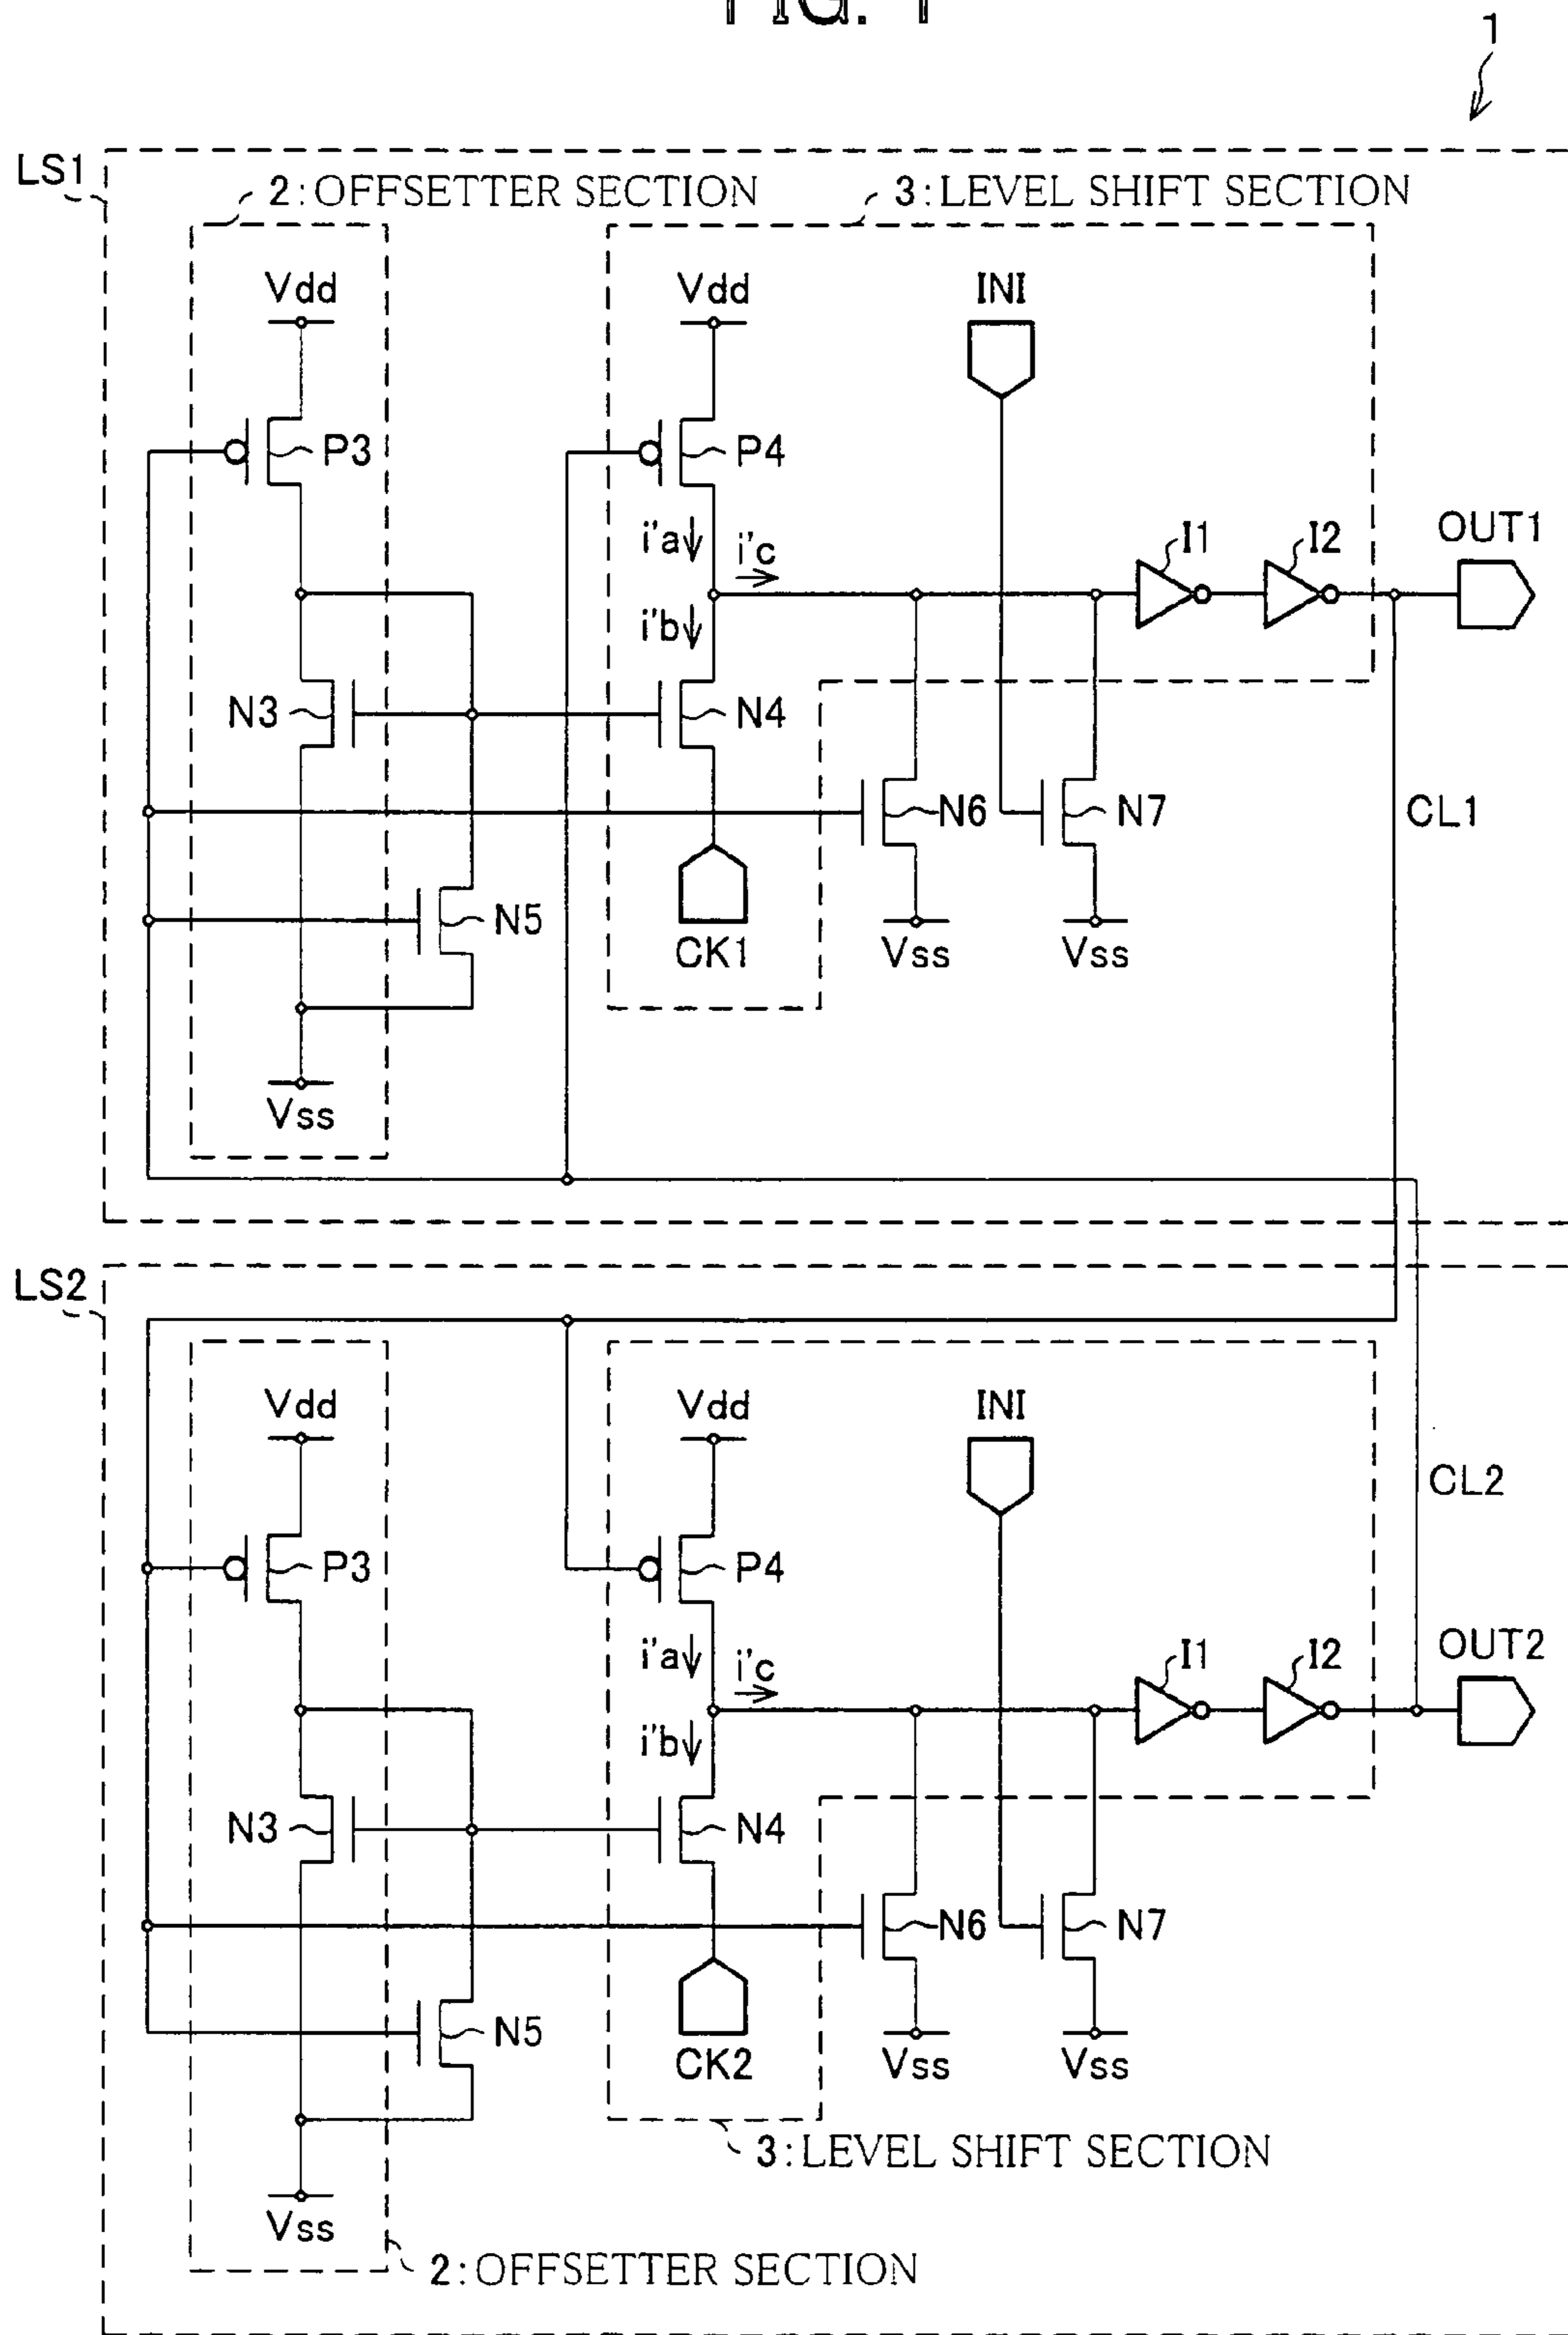 FIG. 1
1
LS1
2:OFFSETTER SECTION
3:LEVEL SHIFT SECTION
Vdd
Vdd
INI
P3
P4
i'a
i'c
I1
I2
OUT1
i'b
N3
N4
N6
N7
CL1
N5
CK1
Vss
Vss
Vss
LS2
Vdd
Vdd
INI
CL2
P3
P4
i'a
i'c
I1
I2
OUT2
i'b
N3
N4
N6
N7
N5
CK2
Vss
Vss
3:LEVEL SHIFT SECTION
Vss
2:OFFSETTER SECTION